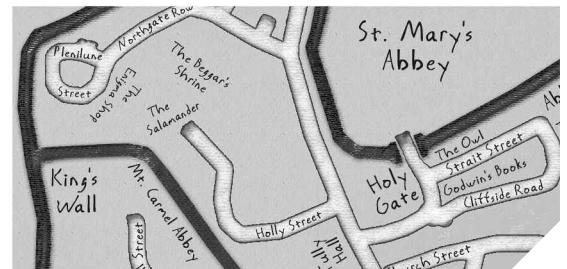 Northgate Row
St. Mary's
Abbey
Plenilune
Street
The
Enigma Shop
The Beggar's
Shrine
The
Salamander
The Owl
Strait Street
Godwin's Books
Cliffside Road
King's
Wall
Mt. Carmel Abbey
Holy
Gate
Holly Street
Street
Hall
Church Street